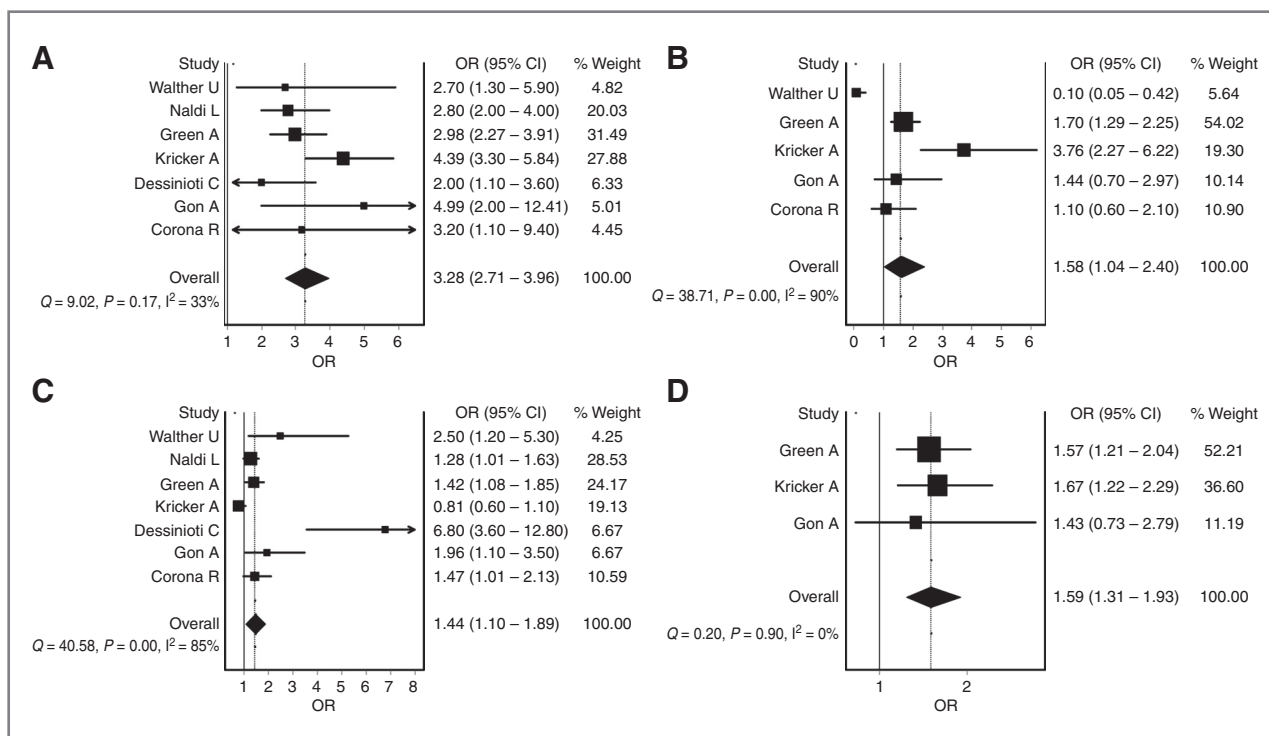 A
Study OR (95% CI) % Weight
Walther U 2.70 (1.30 – 5.90) 4.82
Naldi L 2.80 (2.00 – 4.00) 20.03
Green A 2.98 (2.27 – 3.91) 31.49
Kricker A 4.39 (3.30 – 5.84) 27.88
Dessinioti C 2.00 (1.10 – 3.60) 6.33
Gon A 4.99 (2.00 – 12.41) 5.01
Corona R 3.20 (1.10 – 9.40) 4.45
Overall 3.28 (2.71 – 3.96) 100.00
Q = 9.02, P = 0.17, I² = 33%
1 2 3 4 5 6
OR
B
Study OR (95% CI) % Weight
Walther U 0.10 (0.05 – 0.42) 5.64
Green A 1.70 (1.29 – 2.25) 54.02
Kricker A 3.76 (2.27 – 6.22) 19.30
Gon A 1.44 (0.70 – 2.97) 10.14
Corona R 1.10 (0.60 – 2.10) 10.90
Overall 1.58 (1.04 – 2.40) 100.00
Q = 38.71, P = 0.00, I² = 90%
0 1 2 3 4 5 6
OR
C
Study OR (95% CI) % Weight
Walther U 2.50 (1.20 – 5.30) 4.25
Naldi L 1.28 (1.01 – 1.63) 28.53
Green A 1.42 (1.08 – 1.85) 24.17
Kricker A 0.81 (0.60 – 1.10) 19.13
Dessinioti C 6.80 (3.60 – 12.80) 6.67
Gon A 1.96 (1.10 – 3.50) 6.67
Corona R 1.47 (1.01 – 2.13) 10.59
Overall 1.44 (1.10 – 1.89) 100.00
Q = 40.58, P = 0.00, I² = 85%
1 2 3 4 5 6 7 8
OR
D
Study OR (95% CI) % Weight
Green A 1.57 (1.21 – 2.04) 52.21
Kricker A 1.67 (1.22 – 2.29) 36.60
Gon A 1.43 (0.73 – 2.79) 11.19
Overall 1.59 (1.31 – 1.93) 100.00
Q = 0.20, P = 0.90, I² = 0%
1 2
OR